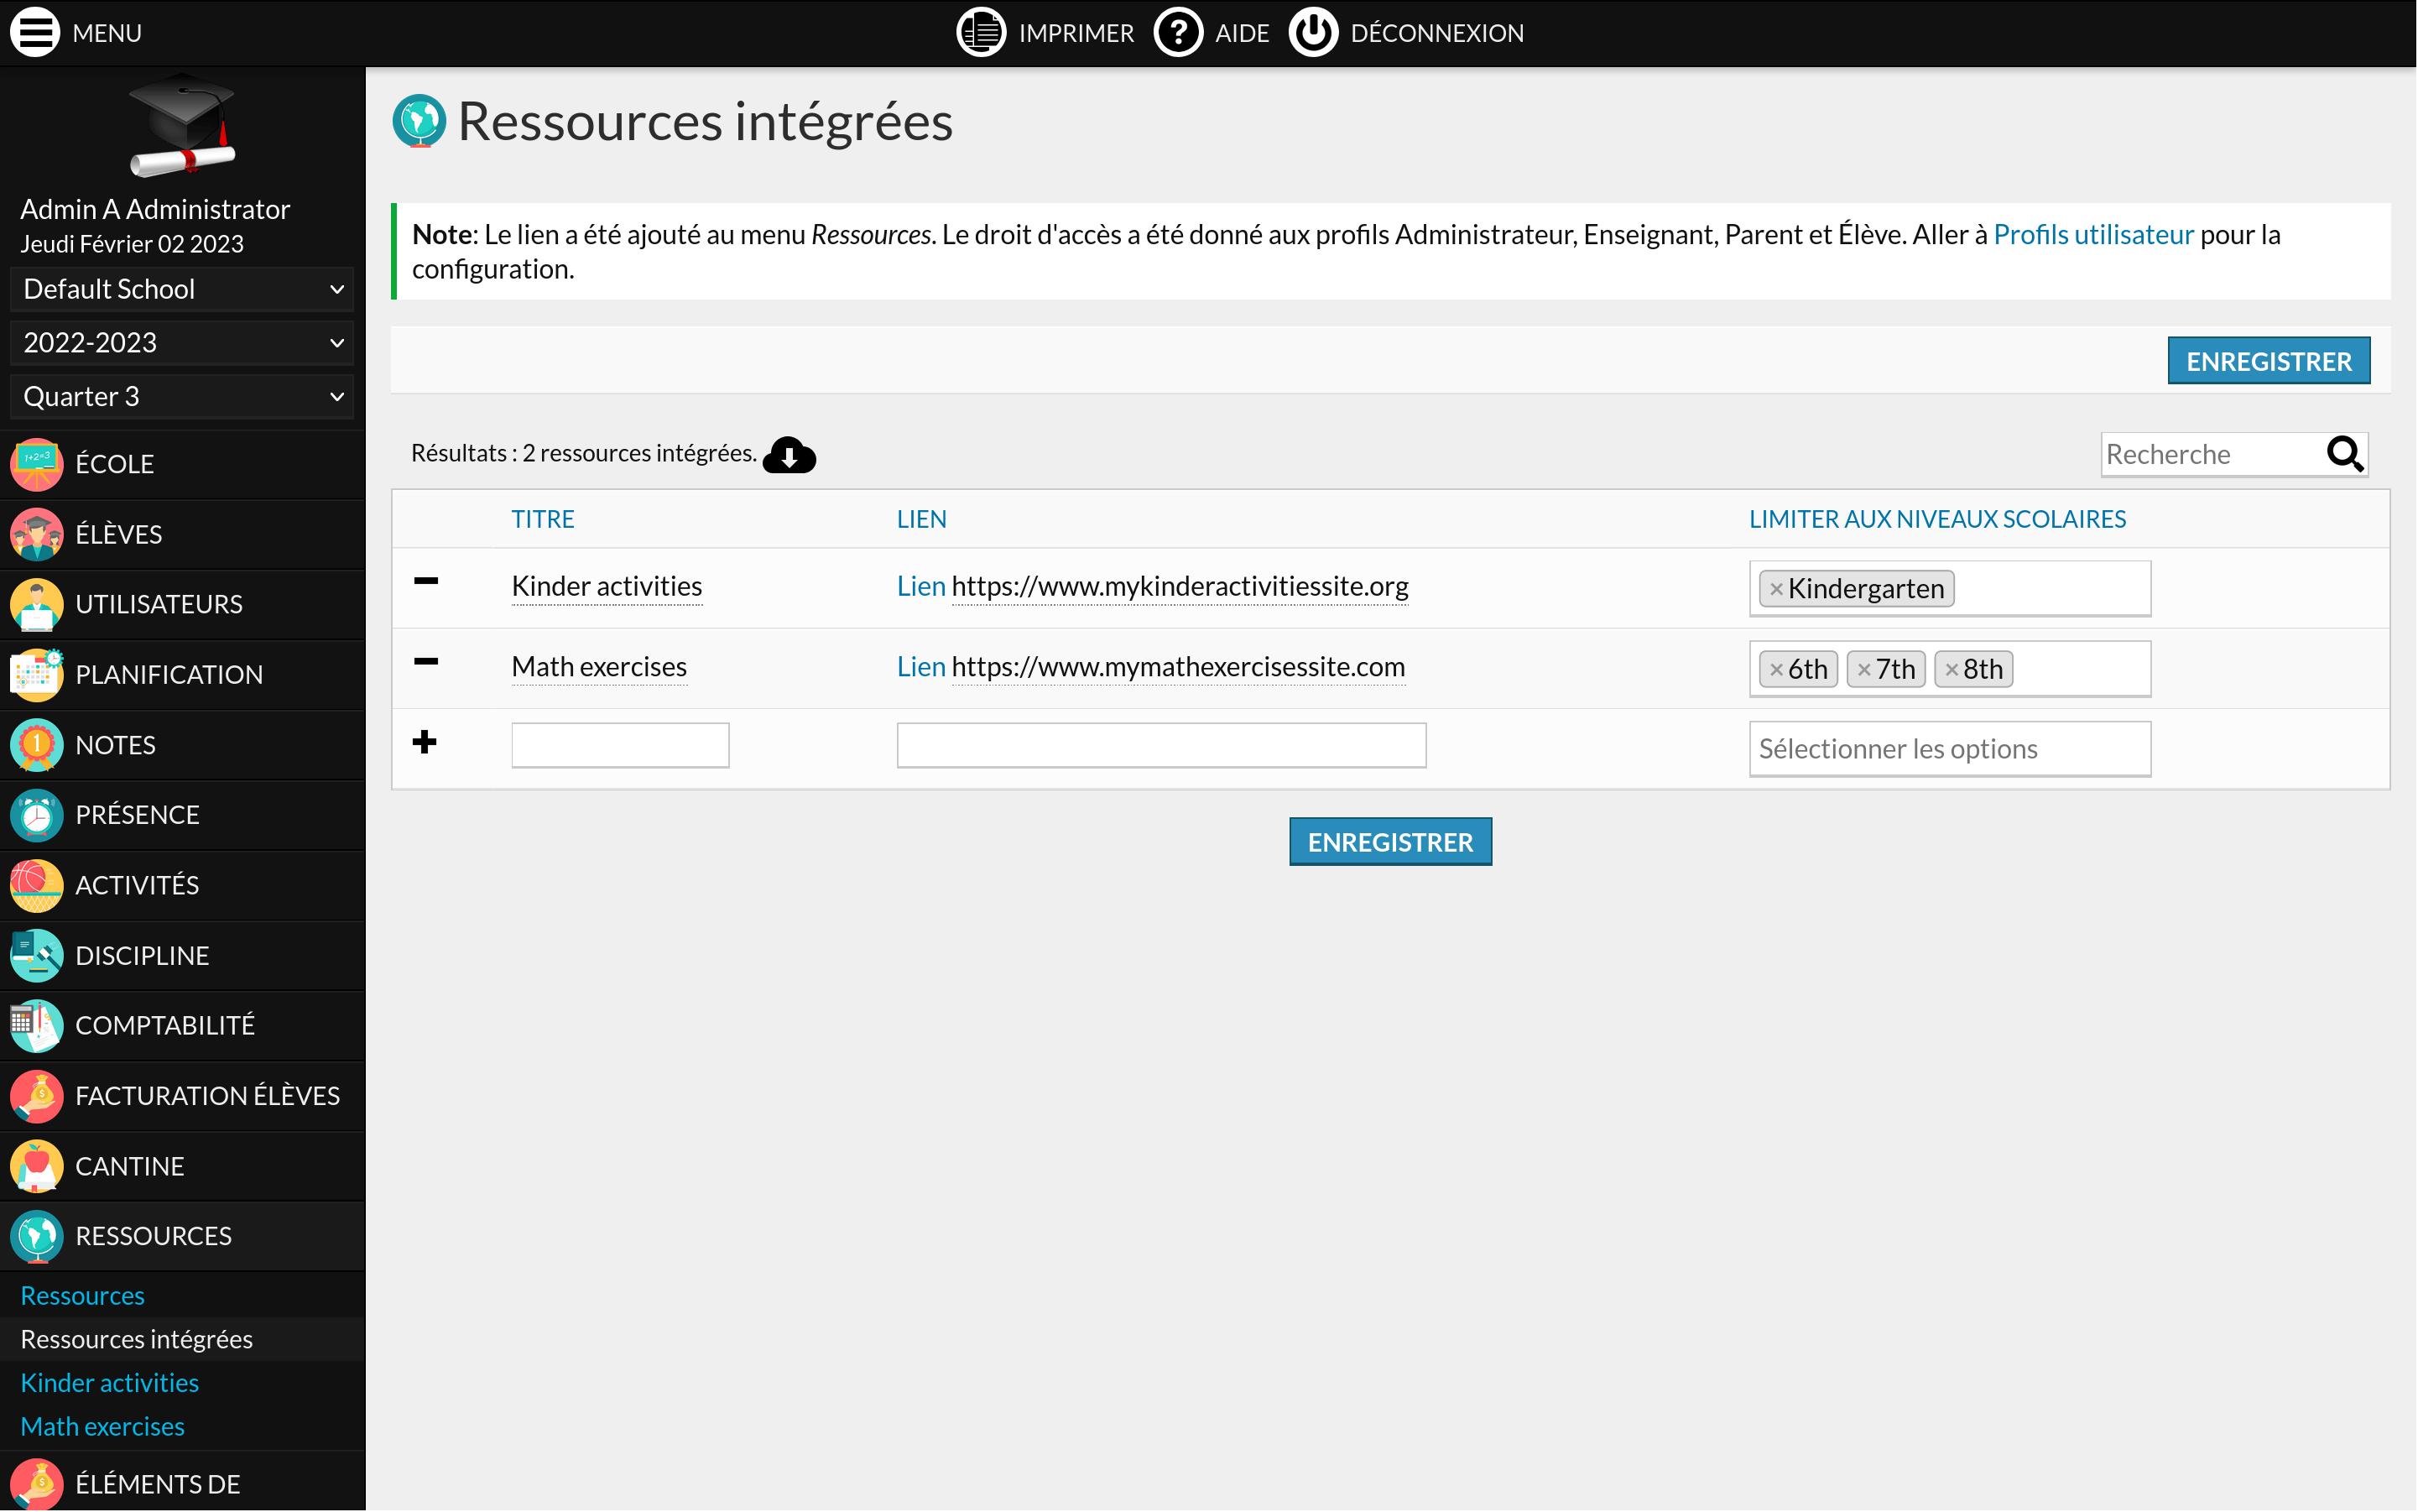 MENU
IMPRIMER
AIDE
DÉCONNEXION
Admin A Administrator
Jeudi Février 02 2023
Default School
2022-2023
Quarter 3
ÉCOLE
ÉLÈVES
UTILISATEURS
PLANIFICATION
NOTES
PRÉSENCE
ACTIVITÉS
DISCIPLINE
COMPTABILITÉ
FACTURATION ÉLÈVES
CANTINE
RESSOURCES
Ressources
Ressources intégrées
Kinder activities
Math exercises
ÉLÉMENTS DE
Ressources intégrées
Note: Le lien a été ajouté au menu Ressources. Le droit d'accès a été donné aux profils Administrateur, Enseignant, Parent et Élève. Aller à Profils utilisateur pour la
configuration.
ENREGISTRER
Résultats : 2 ressources intégrées.
Recherche
TITRE LIEN LIMITER AUX NIVEAUX SCOLAIRES
Kinder activities Lien https://www.mykinderactivitiessite.org × Kindergarten
Math exercises Lien https://www.mymathexercisessite.com × 6th × 7th × 8th
Sélectionner les options
ENREGISTRER